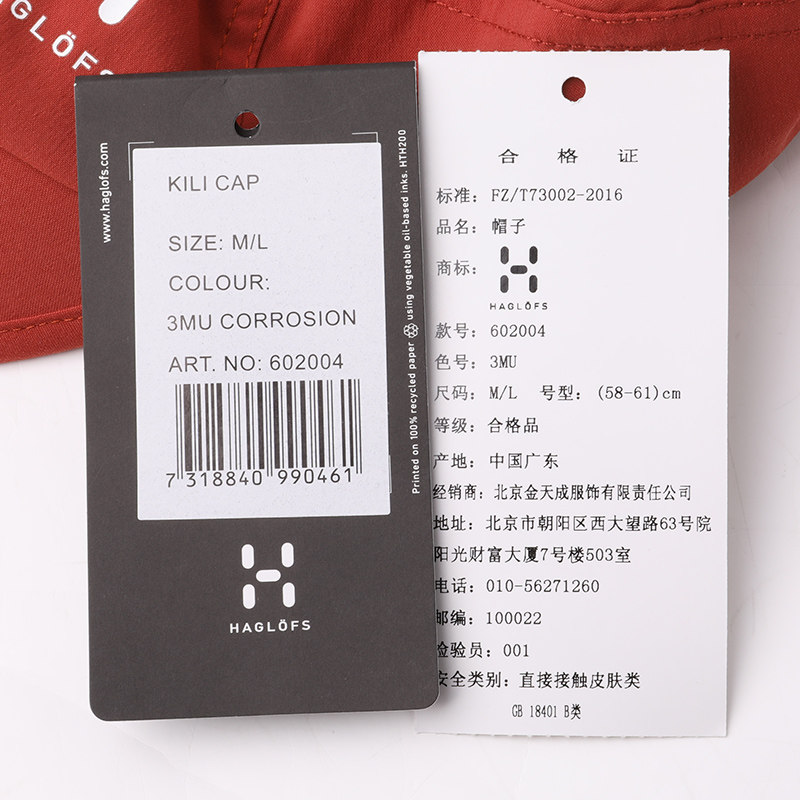 HAGLÖFS
www.haglofs.com
KILI CAP
SIZE: M/L
COLOUR:
3MU CORROSION
ART. NO: 602004
7 318840 990461
Printed on 100% recycled paper using vegetable oil-based inks. HTH200
HAGLÖFS
合格证
标准: FZ/T73002-2016
品名: 帽子
商标:
HAGLÖFS
款号: 602004
色号: 3MU
尺码: M/L 号型: (58-61)cm
等级: 合格品
产地: 中国广东
经销商: 北京金天成服饰有限责任公司
地址: 北京市朝阳区西大望路63号院
阳光财富大厦7号楼503室
电话: 010-56271260
邮编: 100022
检验员: 001
安全类别: 直接接触皮肤类
GB 18401 B类